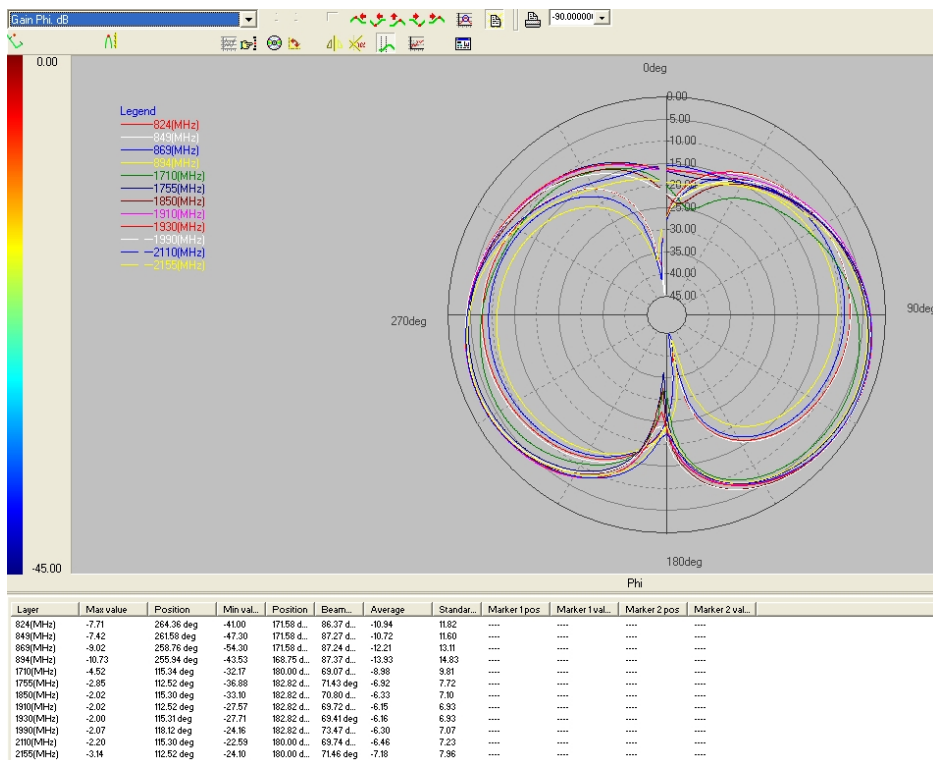 Gain Phi. dB
-90.00000
0.00
0deg
Legend
0.00
824(MHz)
-5.00
849(MHz)
-10.00
869(MHz)
894(MHz)
-15.00
1710(MHz)
1755(MHz)
-20.00
1850(MHz)
-25.00
1910(MHz)
1930(MHz)
-30.00
1990(MHz)
2110(MHz)
-35.00
2155(MHz)
-40.00
45.00
270deg
90deg
180deg
-45.00
Phi
Layer Max value Position Min val... Position Beam... Average Standar... Marker 1 pos Marker 1 val... Marker 2 pos Marker 2 val...
824(MHz) -7.71 264.36 deg -41.00 171.58 d... 86.37 d... -10.94 11.82 ---- ---- ---- ----
849(MHz) -7.42 261.58 deg -47.30 171.58 d... 87.27 d... -10.72 11.60 ---- ---- ---- ----
869(MHz) -9.02 258.76 deg -54.30 171.58 d... 87.24 d... -12.21 13.11 ---- ---- ---- ----
894(MHz) -10.73 255.94 deg -43.53 168.75 d... 87.37 d... -13.93 14.83 ---- ---- ---- ----
1710(MHz) -4.52 115.34 deg -32.17 180.00 d... 69.07 d... -8.98 9.81 ---- ---- ---- ----
1755(MHz) -2.85 112.52 deg -36.88 182.82 d... 71.43 deg -6.92 7.72 ---- ---- ---- ----
1850(MHz) -2.02 115.30 deg -33.10 182.82 d... 70.80 d... -6.33 7.10 ---- ---- ---- ----
1910(MHz) -2.02 112.52 deg -27.57 182.82 d... 69.72 d... -6.15 6.93 ---- ---- ---- ----
1930(MHz) -2.00 115.31 deg -27.71 182.82 d... 69.41 deg -6.16 6.93 ---- ---- ---- ----
1990(MHz) -2.07 118.12 deg -24.16 182.82 d... 73.47 d... -6.30 7.07 ---- ---- ---- ----
2110(MHz) -2.20 115.30 deg -22.59 180.00 d... 69.74 d... -6.46 7.23 ---- ---- ---- ----
2155(MHz) -3.14 112.52 deg -24.10 180.00 d... 71.46 deg -7.18 7.96 ---- ---- ---- ----